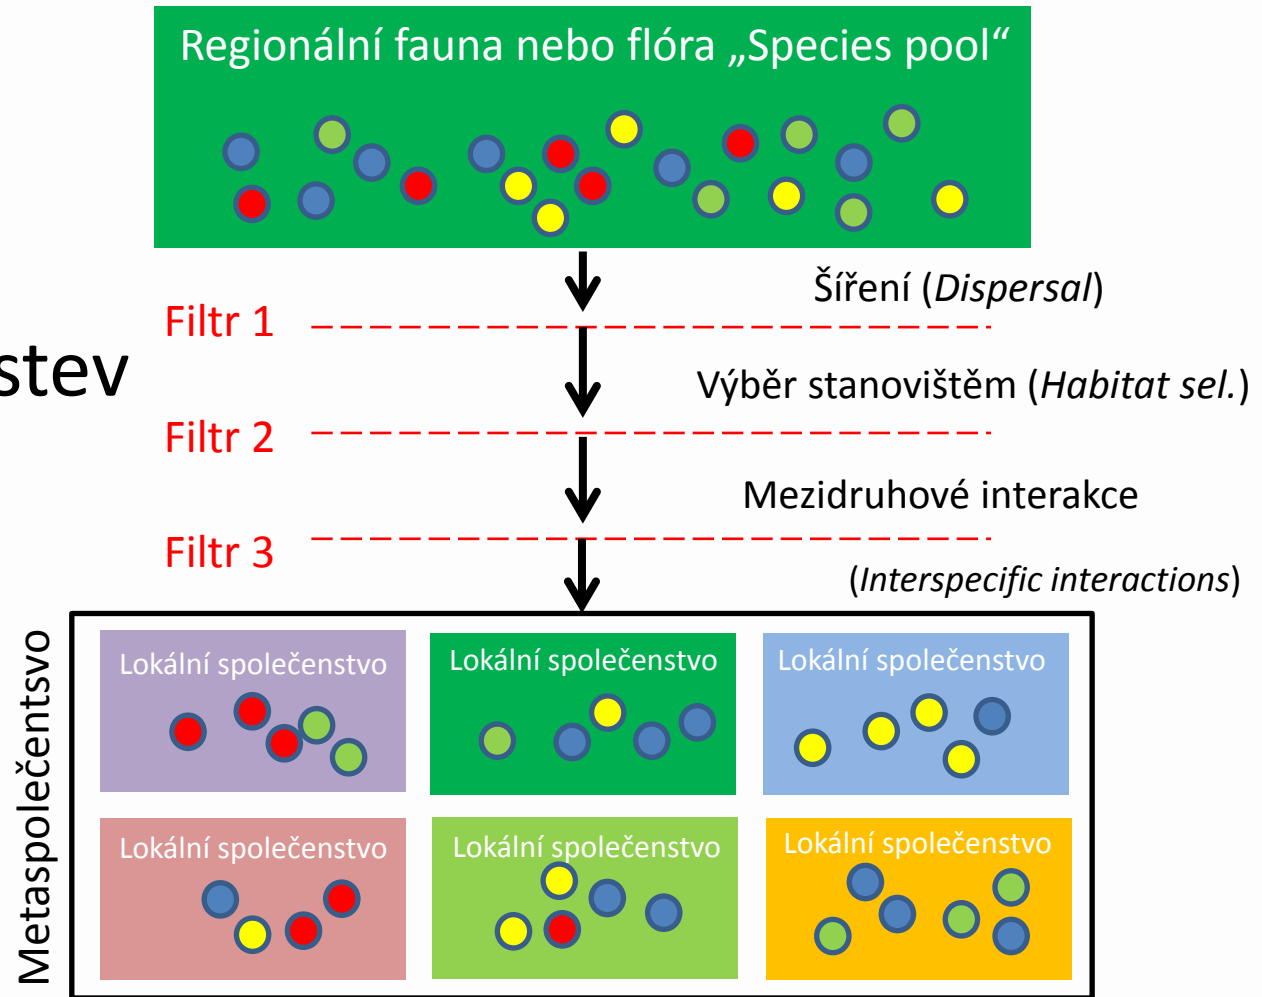 Regionální fauna nebo flóra „Species pool“
Šíření (Dispersal)
Filtr 1
stev
Výběr stanovištěm (Habitat sel.)
Filtr 2
Mezidruhové interakce
Filtr 3
(Interspecific interactions)
Metaspolečentsvo
Lokální společenstvo
Lokální společenstvo
Lokální společenstvo
Lokální společenstvo
Lokální společenstvo
Lokální společenstvo